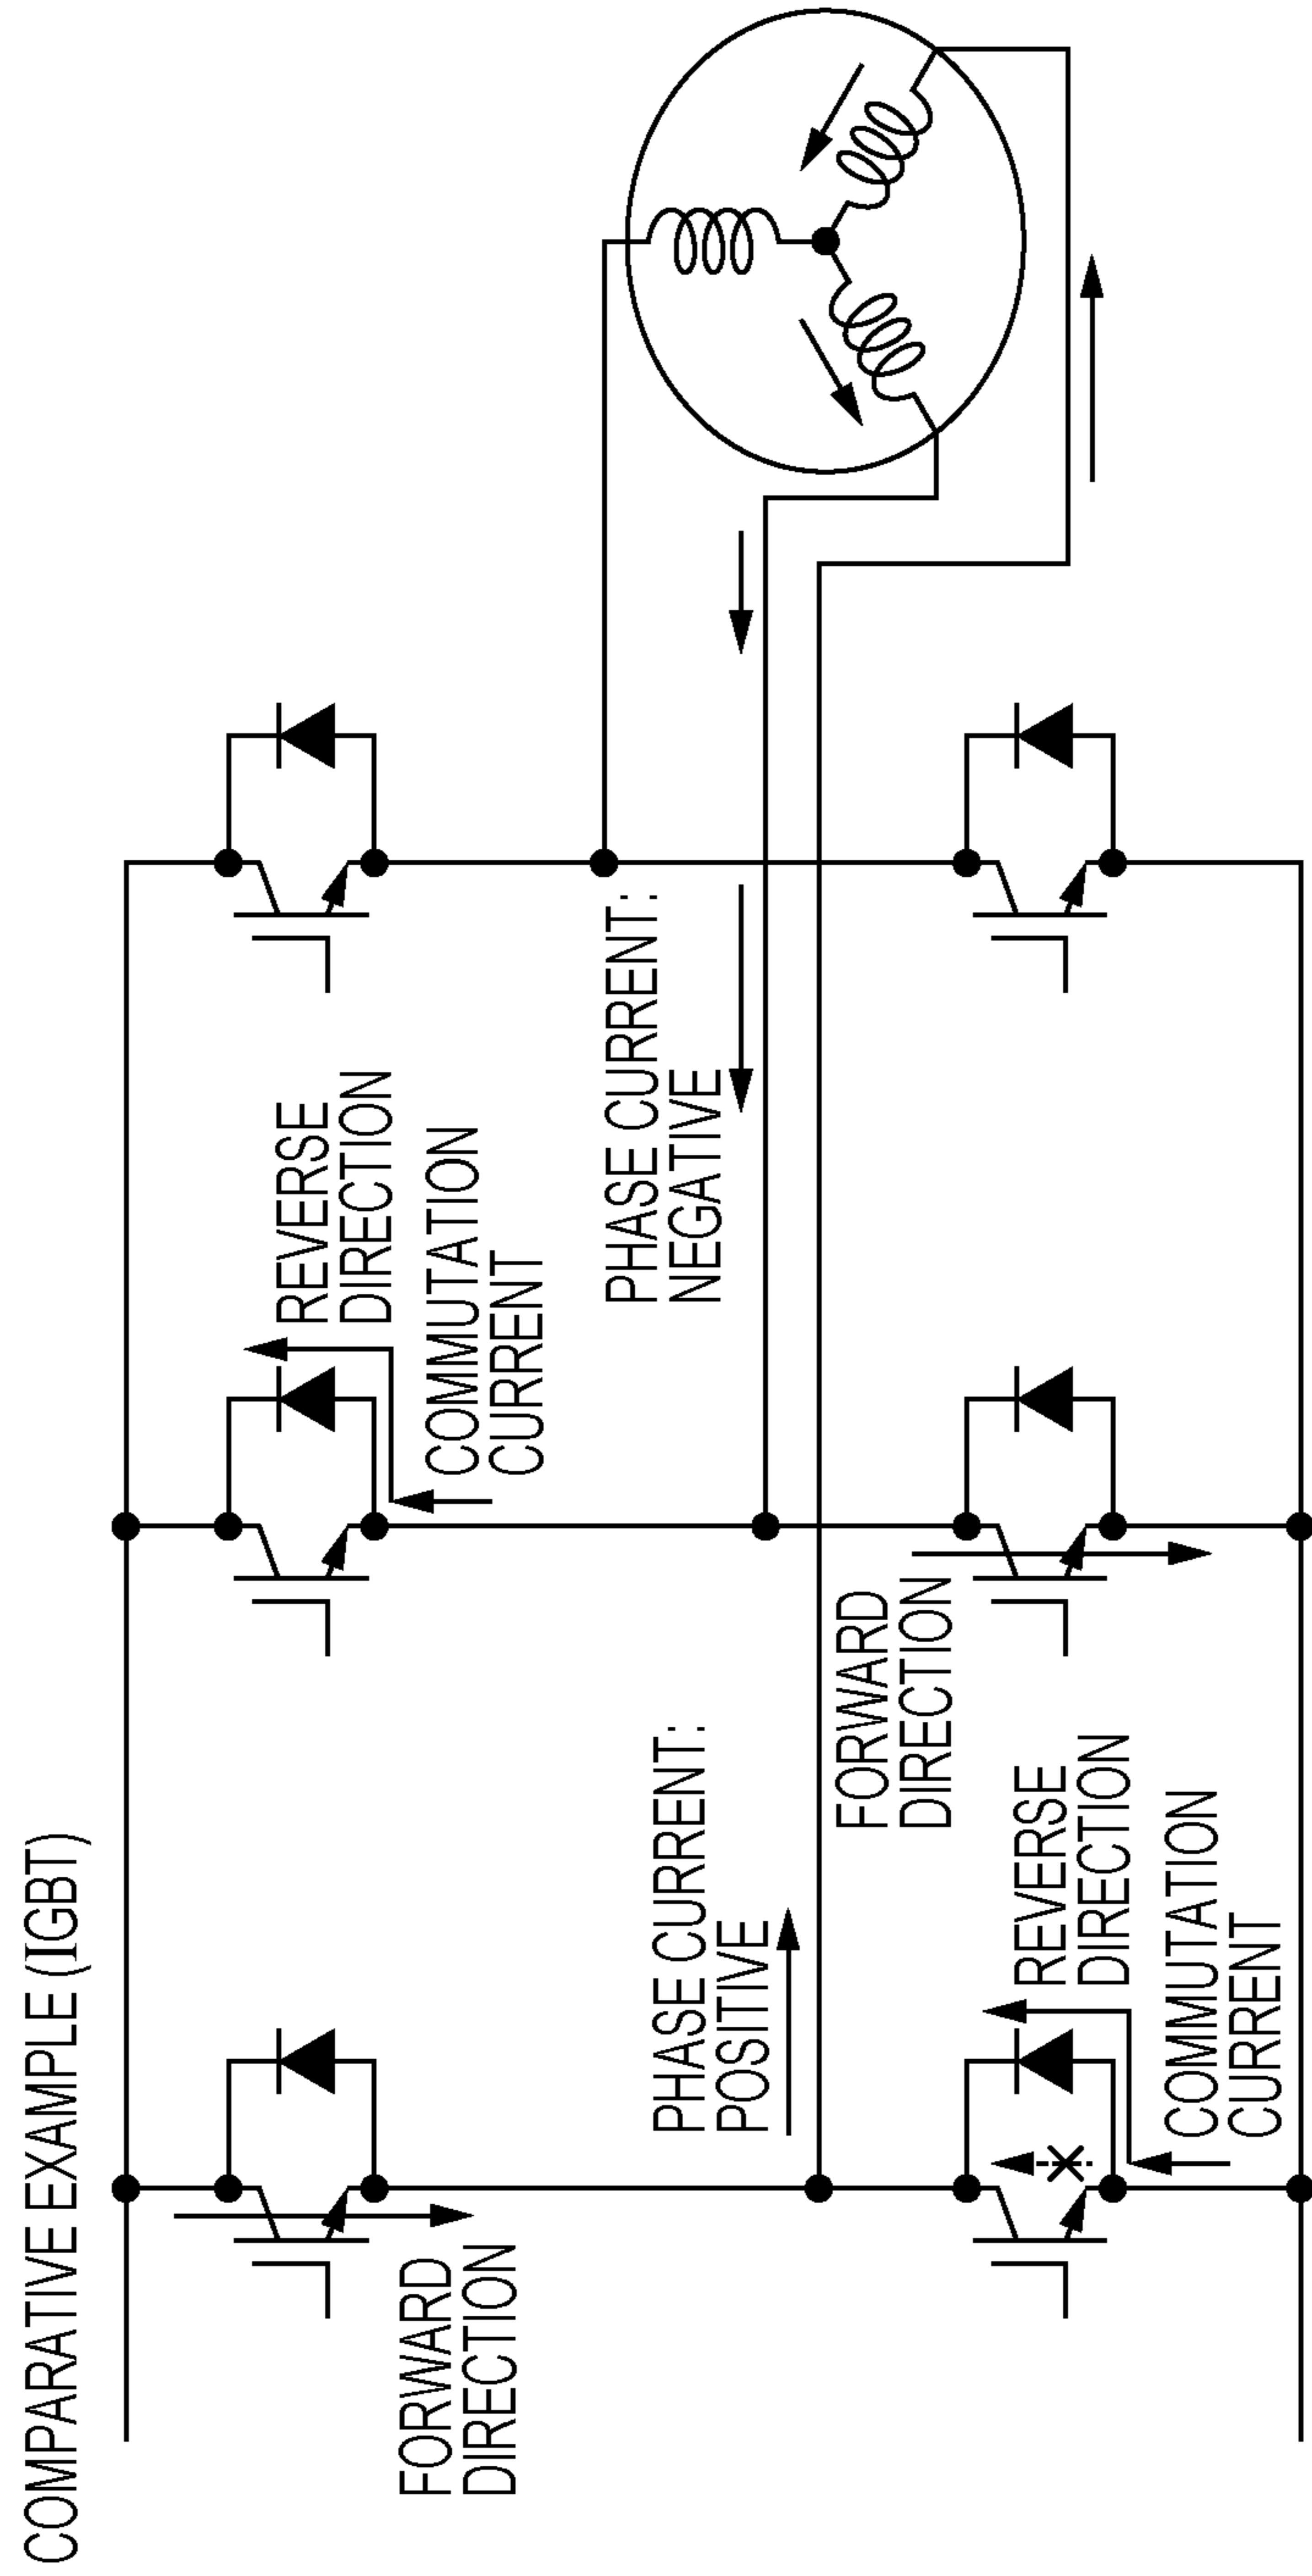 COMPARATIVE EXAMPLE (IGBT)
FORWARD
DIRECTION
REVERSE
DIRECTION
COMMUTATION
CURRENT
PHASE CURRENT:
POSITIVE
PHASE CURRENT:
NEGATIVE
FORWARD
DIRECTION
REVERSE
DIRECTION
COMMUTATION
CURRENT